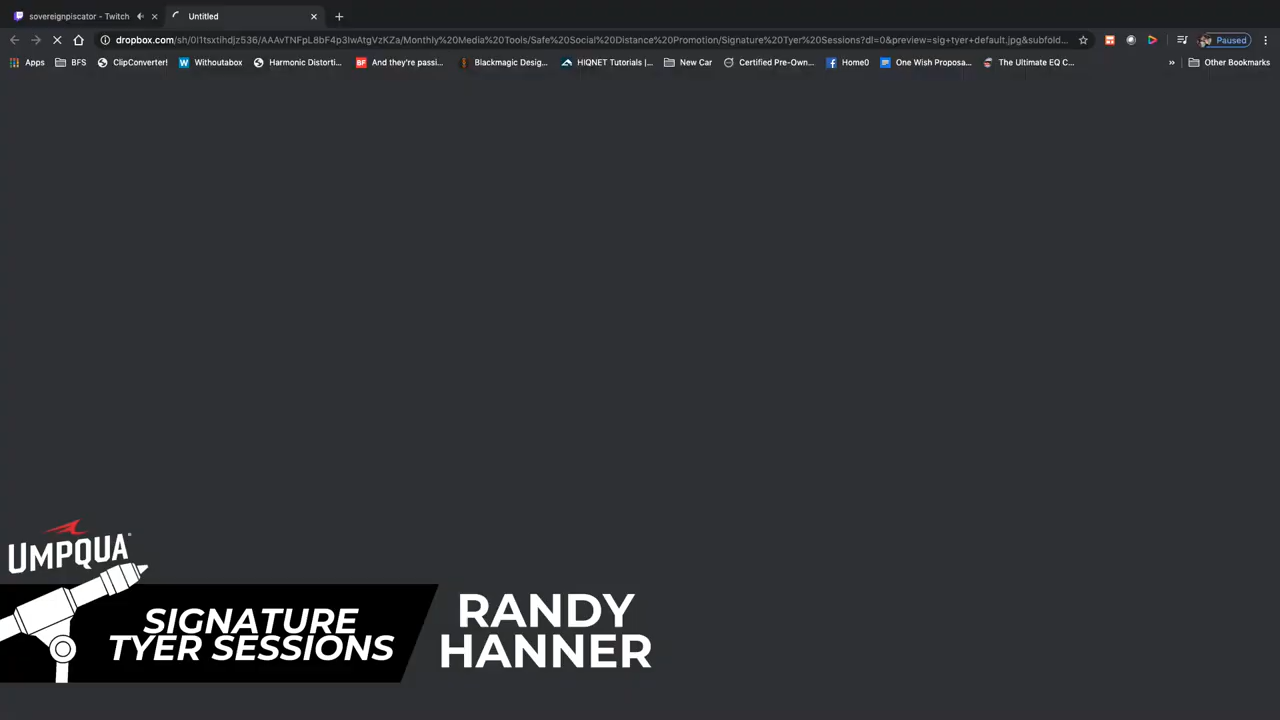 sovereignpiscator - Twitch
Untitled
dropbox.com/sh/0l1tsxtihdjz536/AAAvTNFpL8bF4p3IwAtgVzKZa/Monthly%20Media%20Tools/Safe%20Social%20Distance%20Promotion/Signature%20Tyer%20Sessions?dl=0&preview=sig+tyer+default.jpg&subfold...
Paused
Apps
BFS
ClipConverter!
Withoutabox
Harmonic Distorti...
And they're passi...
Blackmagic Desig...
HIQNET Tutorials |...
New Car
Certified Pre-Own...
Home0
One Wish Proposa...
The Ultimate EQ C...
»
Other Bookmarks
UMPQUA
SIGNATURE
TYER SESSIONS
RANDY
HANNER